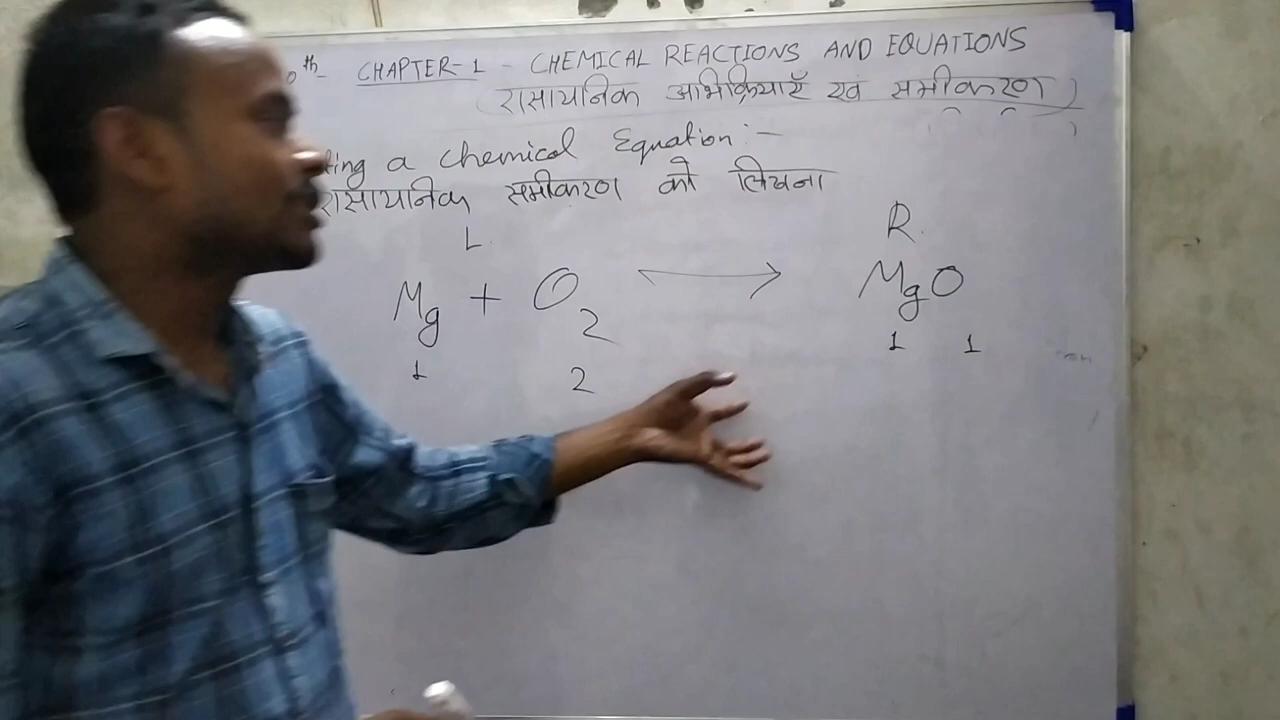 th CHAPTER-1 - CHEMICAL REACTIONS AND EQUATIONS
(रासायनिक अभिक्रियाएँ एवं समीकरण)
ting a Chemical Equation:-
रासायनिक समीकरण को लिखना
L. R.
Mg + O2 ⟷ MgO
1 2 1 1